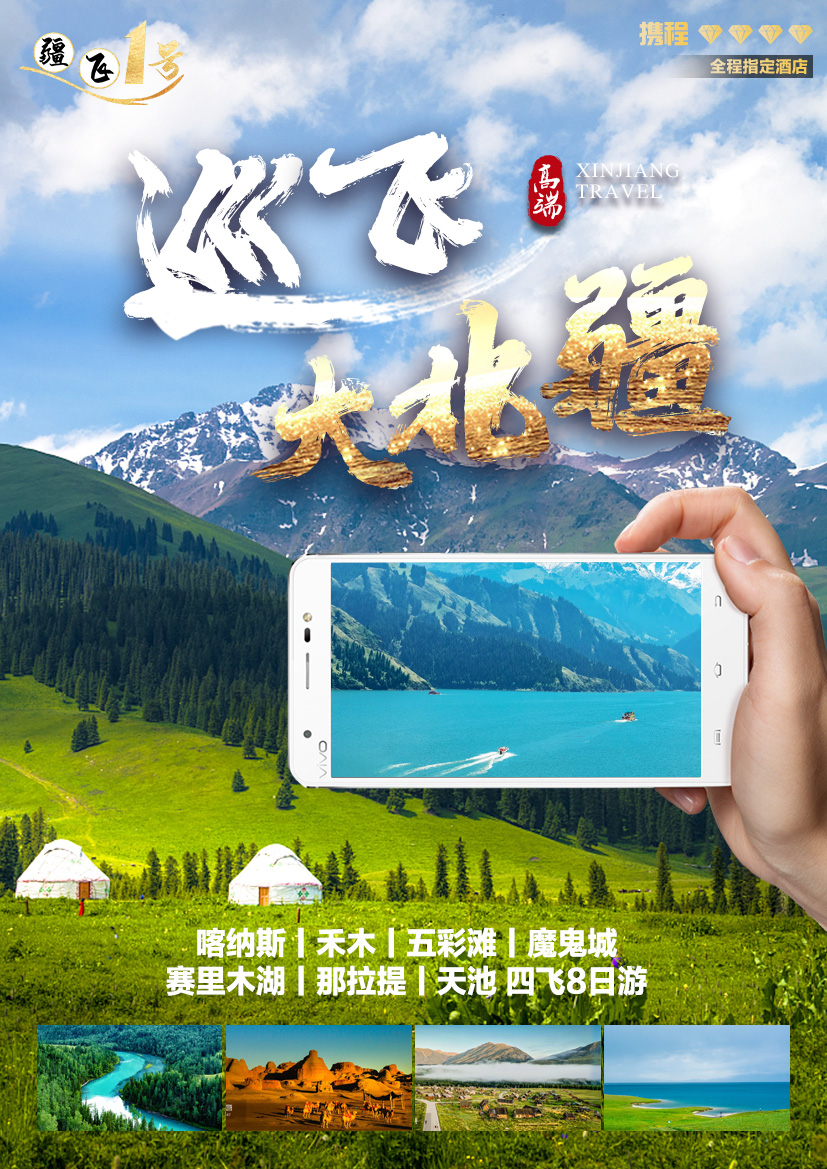 疆飞1号
携程
全程指定酒店
巡飞
高端
XINJIANG
TRAVEL
大北疆
vivo
喀纳斯丨禾木丨五彩滩丨魔鬼城
赛里木湖丨那拉提丨天池 四飞8日游